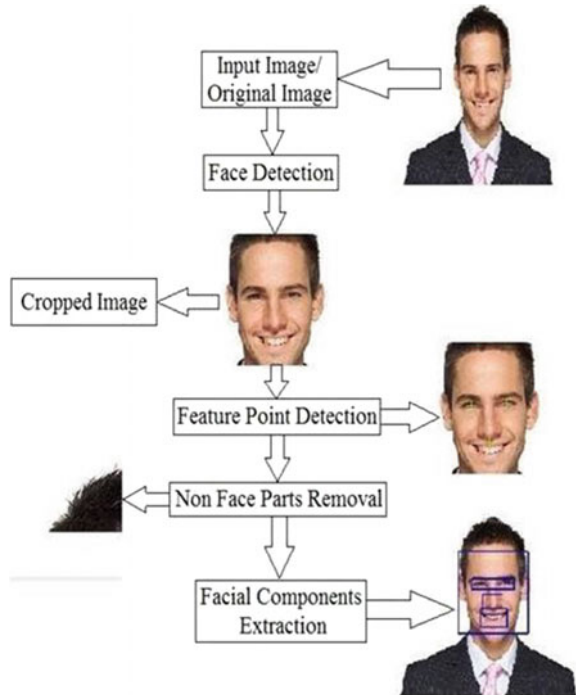 Input Image/
Original Image
Face Detection
Cropped Image
Feature Point Detection
Non Face Parts Removal
Facial Components
Extraction